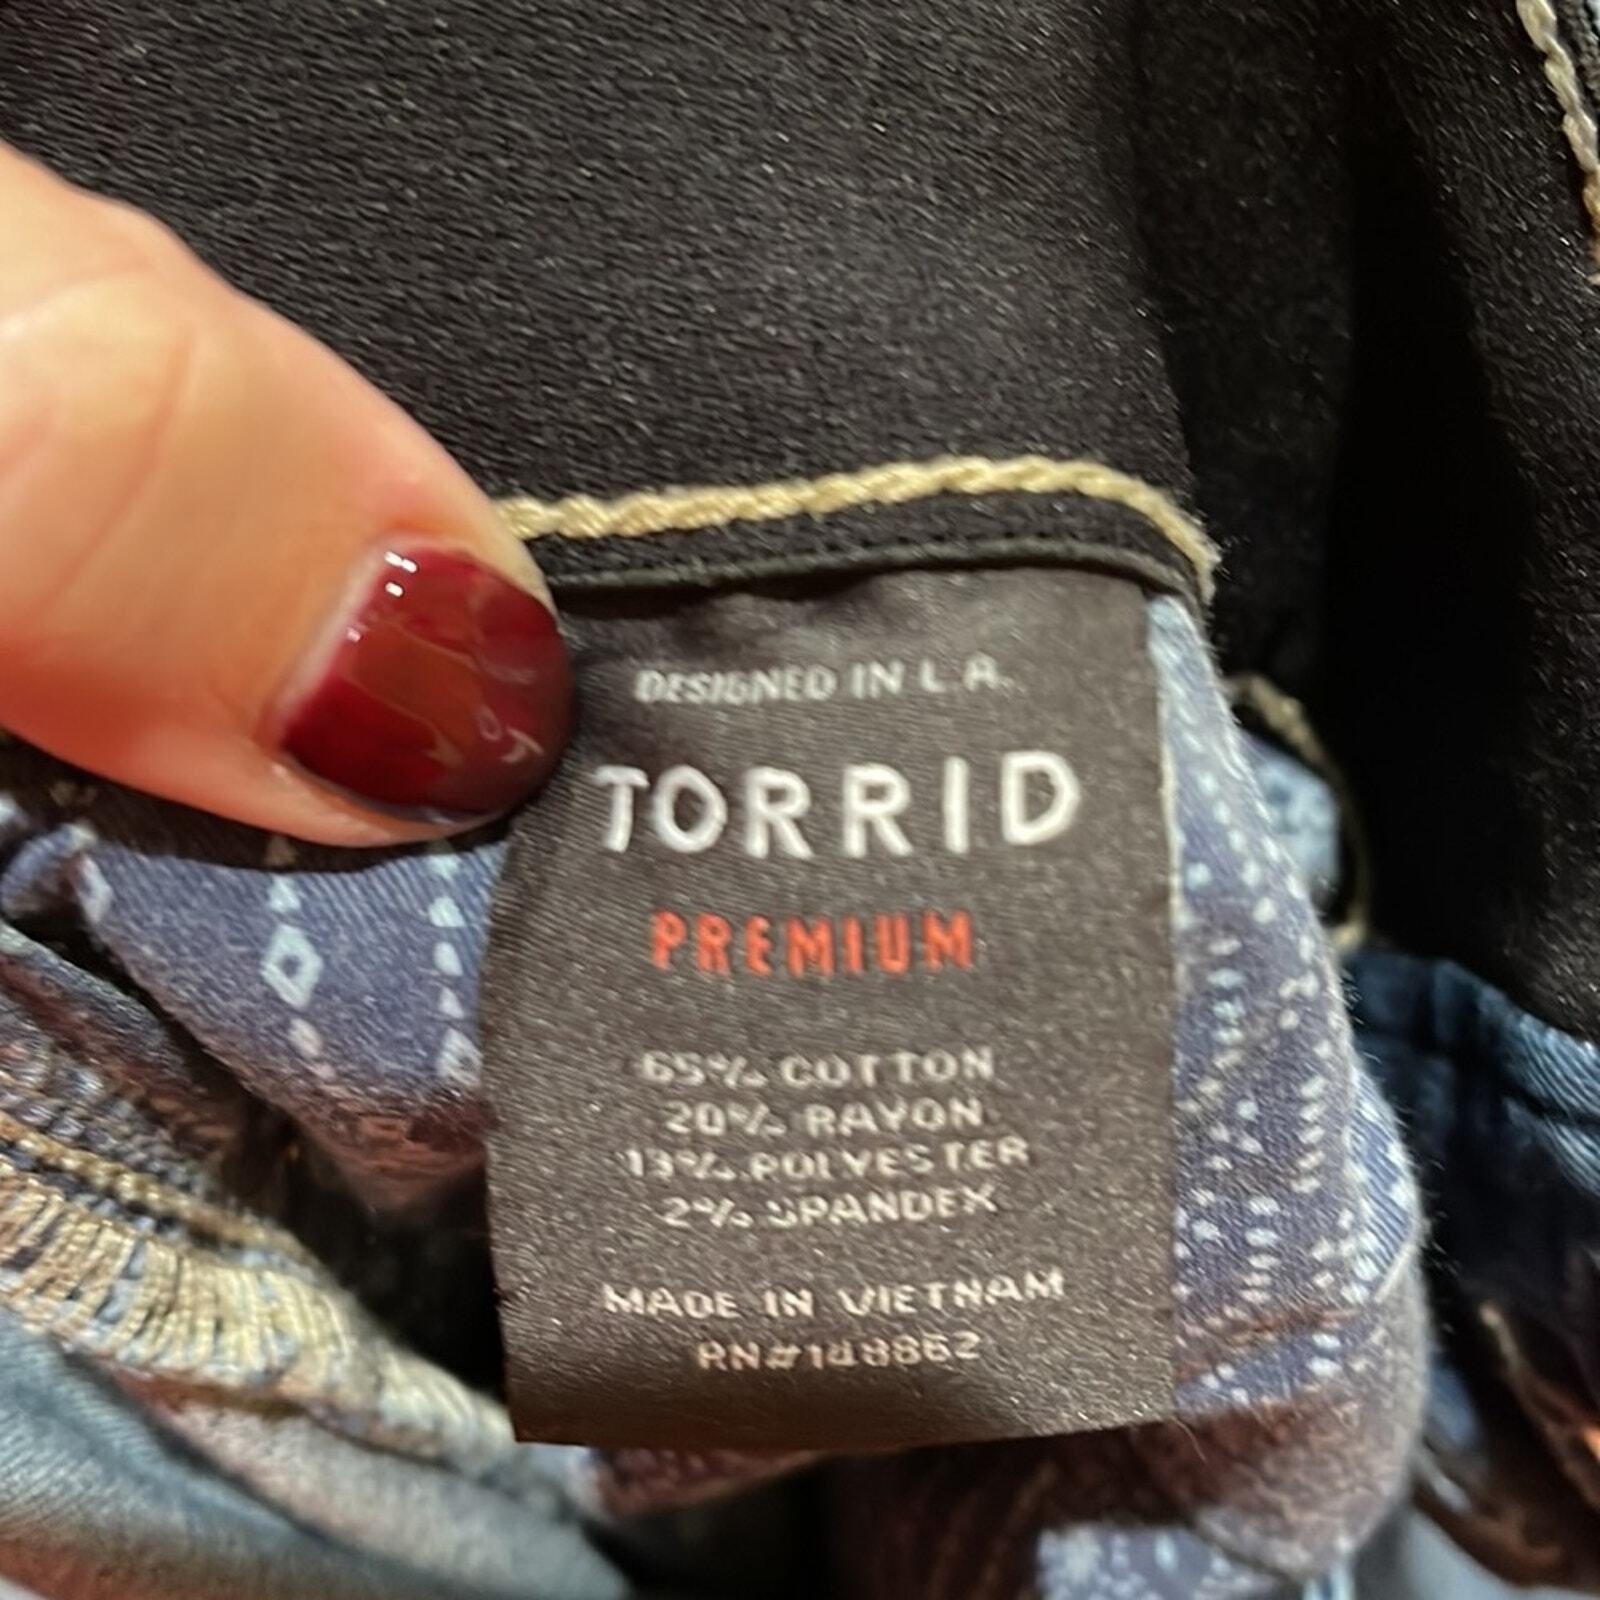 DESIGNED IN L.A.
TORRID
PREMIUM
65% COTTON
20% RAYON
13% POLYESTER
2% SPANDEX
MADE IN VIETNAM
RN#148862